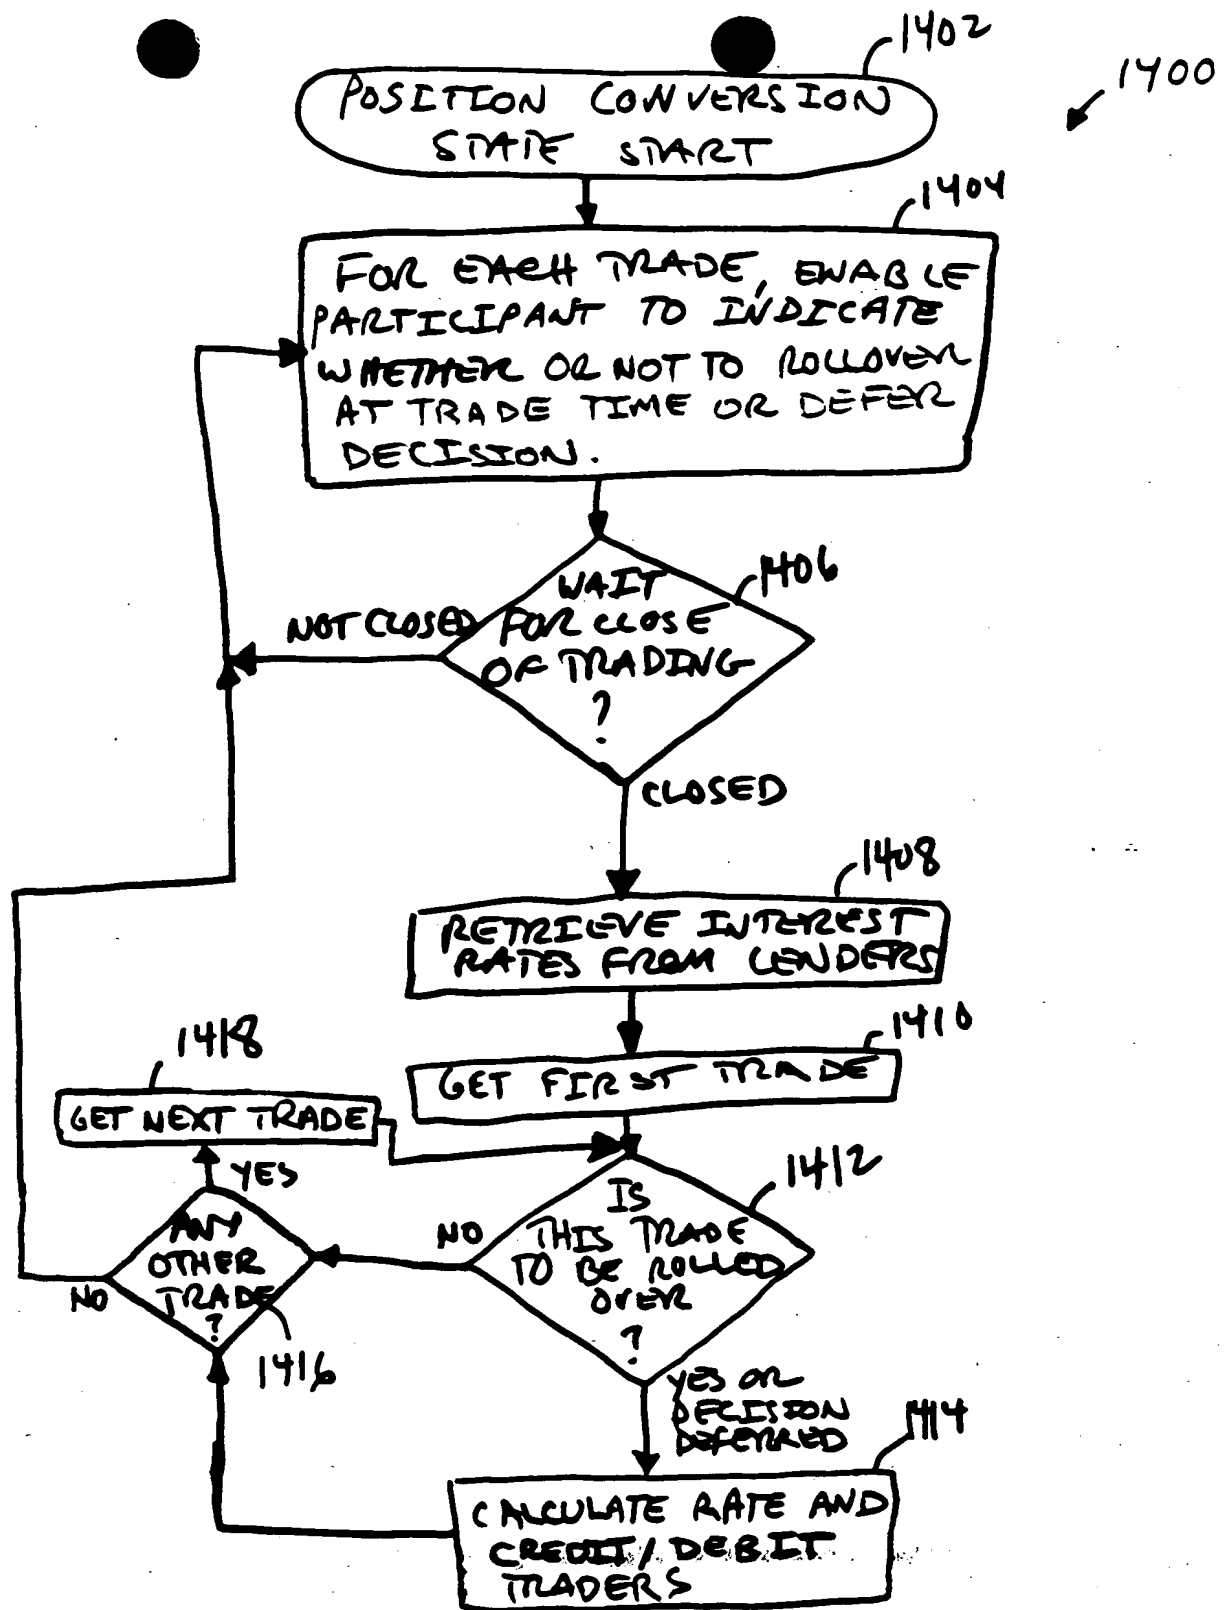 1402
1400
POSITION CONVERSION
STATE START
1404
FOR EACH TRADE, ENABLE
PARTICIPANT TO INDICATE
WHETHER OR NOT TO ROLLOVER
AT TRADE TIME OR DEFER
DECISION.
1406
WAIT
FOR CLOSE
OF TRADING
?
NOT CLOSED
CLOSED
1408
RETRIEVE INTEREST
RATES FROM LENDERS
1410
GET FIRST TRADE
1418
GET NEXT TRADE
YES
1412
IS
THIS TRADE
TO BE ROLLED
OVER
?
NO
ANY
OTHER
TRADE
?
NO
1416
YES OR
DECISION
DEFERRED
1414
CALCULATE RATE AND
CREDIT/DEBIT
TRADERS